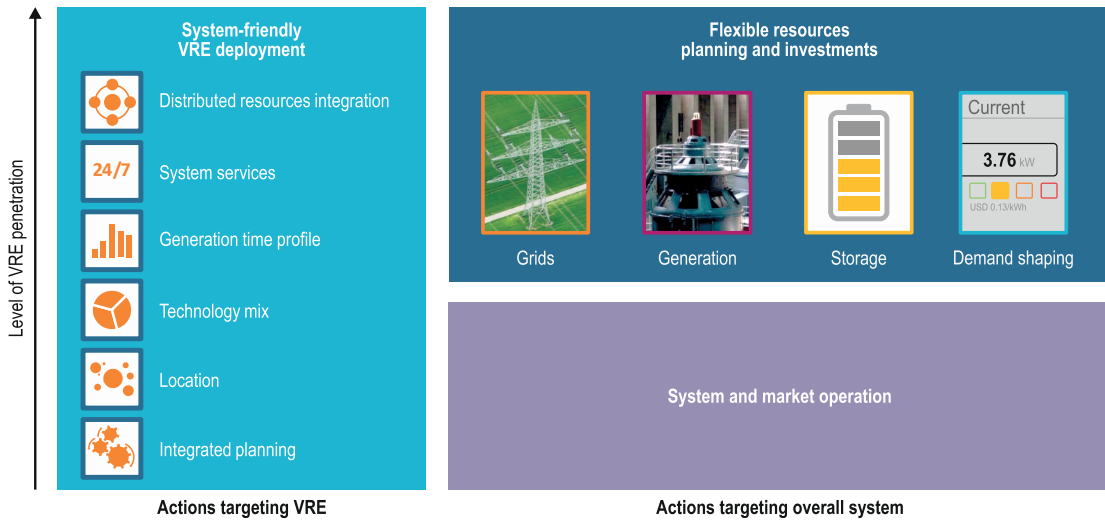 Level of VRE penetration
System-friendly
VRE deployment
Distributed resources integration
24/7
System services
Generation time profile
Technology mix
Location
Integrated planning
Actions targeting VRE
Flexible resources
planning and investments
Current
3.76 kW
USD 0.13/kWh
Grids
Generation
Storage
Demand shaping
System and market operation
Actions targeting overall system